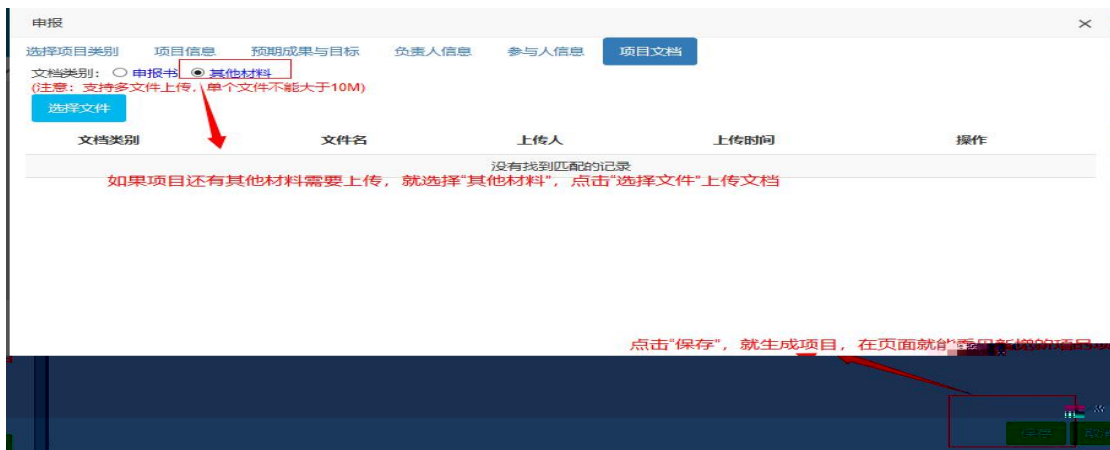 申报 ×
选择项目类别 项目信息 预期成果与目标 负责人信息 参与人信息 项目文档
文档类别: 申报书 其他材料
(注意: 支持多文件上传, 单个文件不能大于10M)
选择文件
文档类别 文件名 上传人 上传时间 操作
没有找到匹配的记录
如果项目还有其他材料需要上传, 就选择"其他材料", 点击"选择文件"上传文档
点击"保存", 就生成项目, 在页面就能看见新增的项目
保存